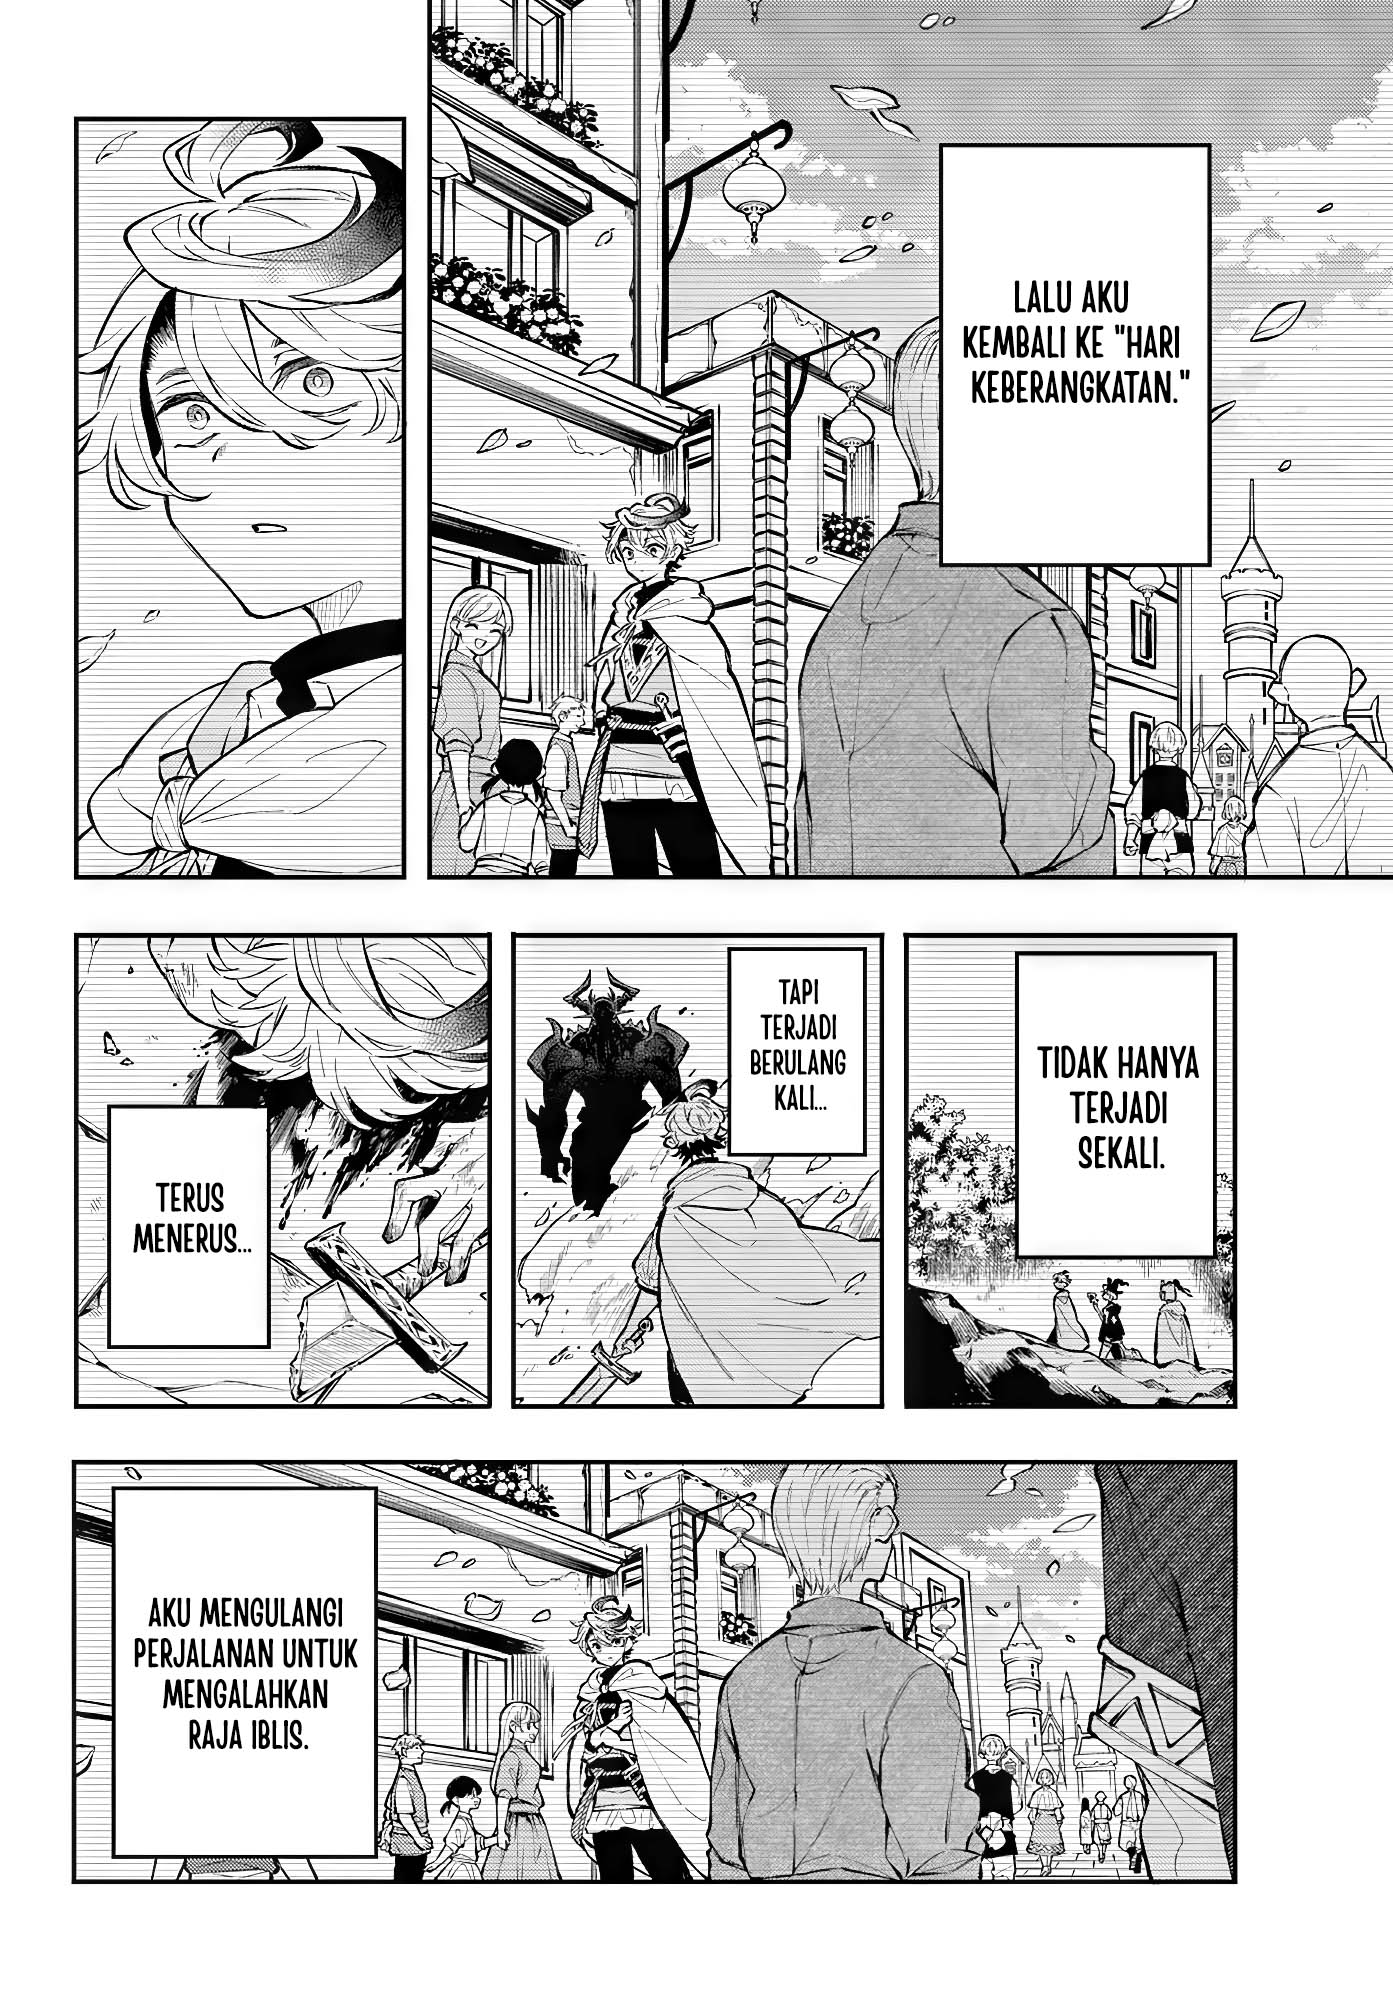 LALU AKU
KEMBALI KE "HARI
KEBERANGKATAN."
TIDAK HANYA
TERJADI
SEKALI.
TAPI
TERJADI
BERULANG
KALI...
TERUS
MENERUS...
AKU MENGULANGI
PERJALANAN UNTUK
MENGALAHKAN
RAJA IBLIS.